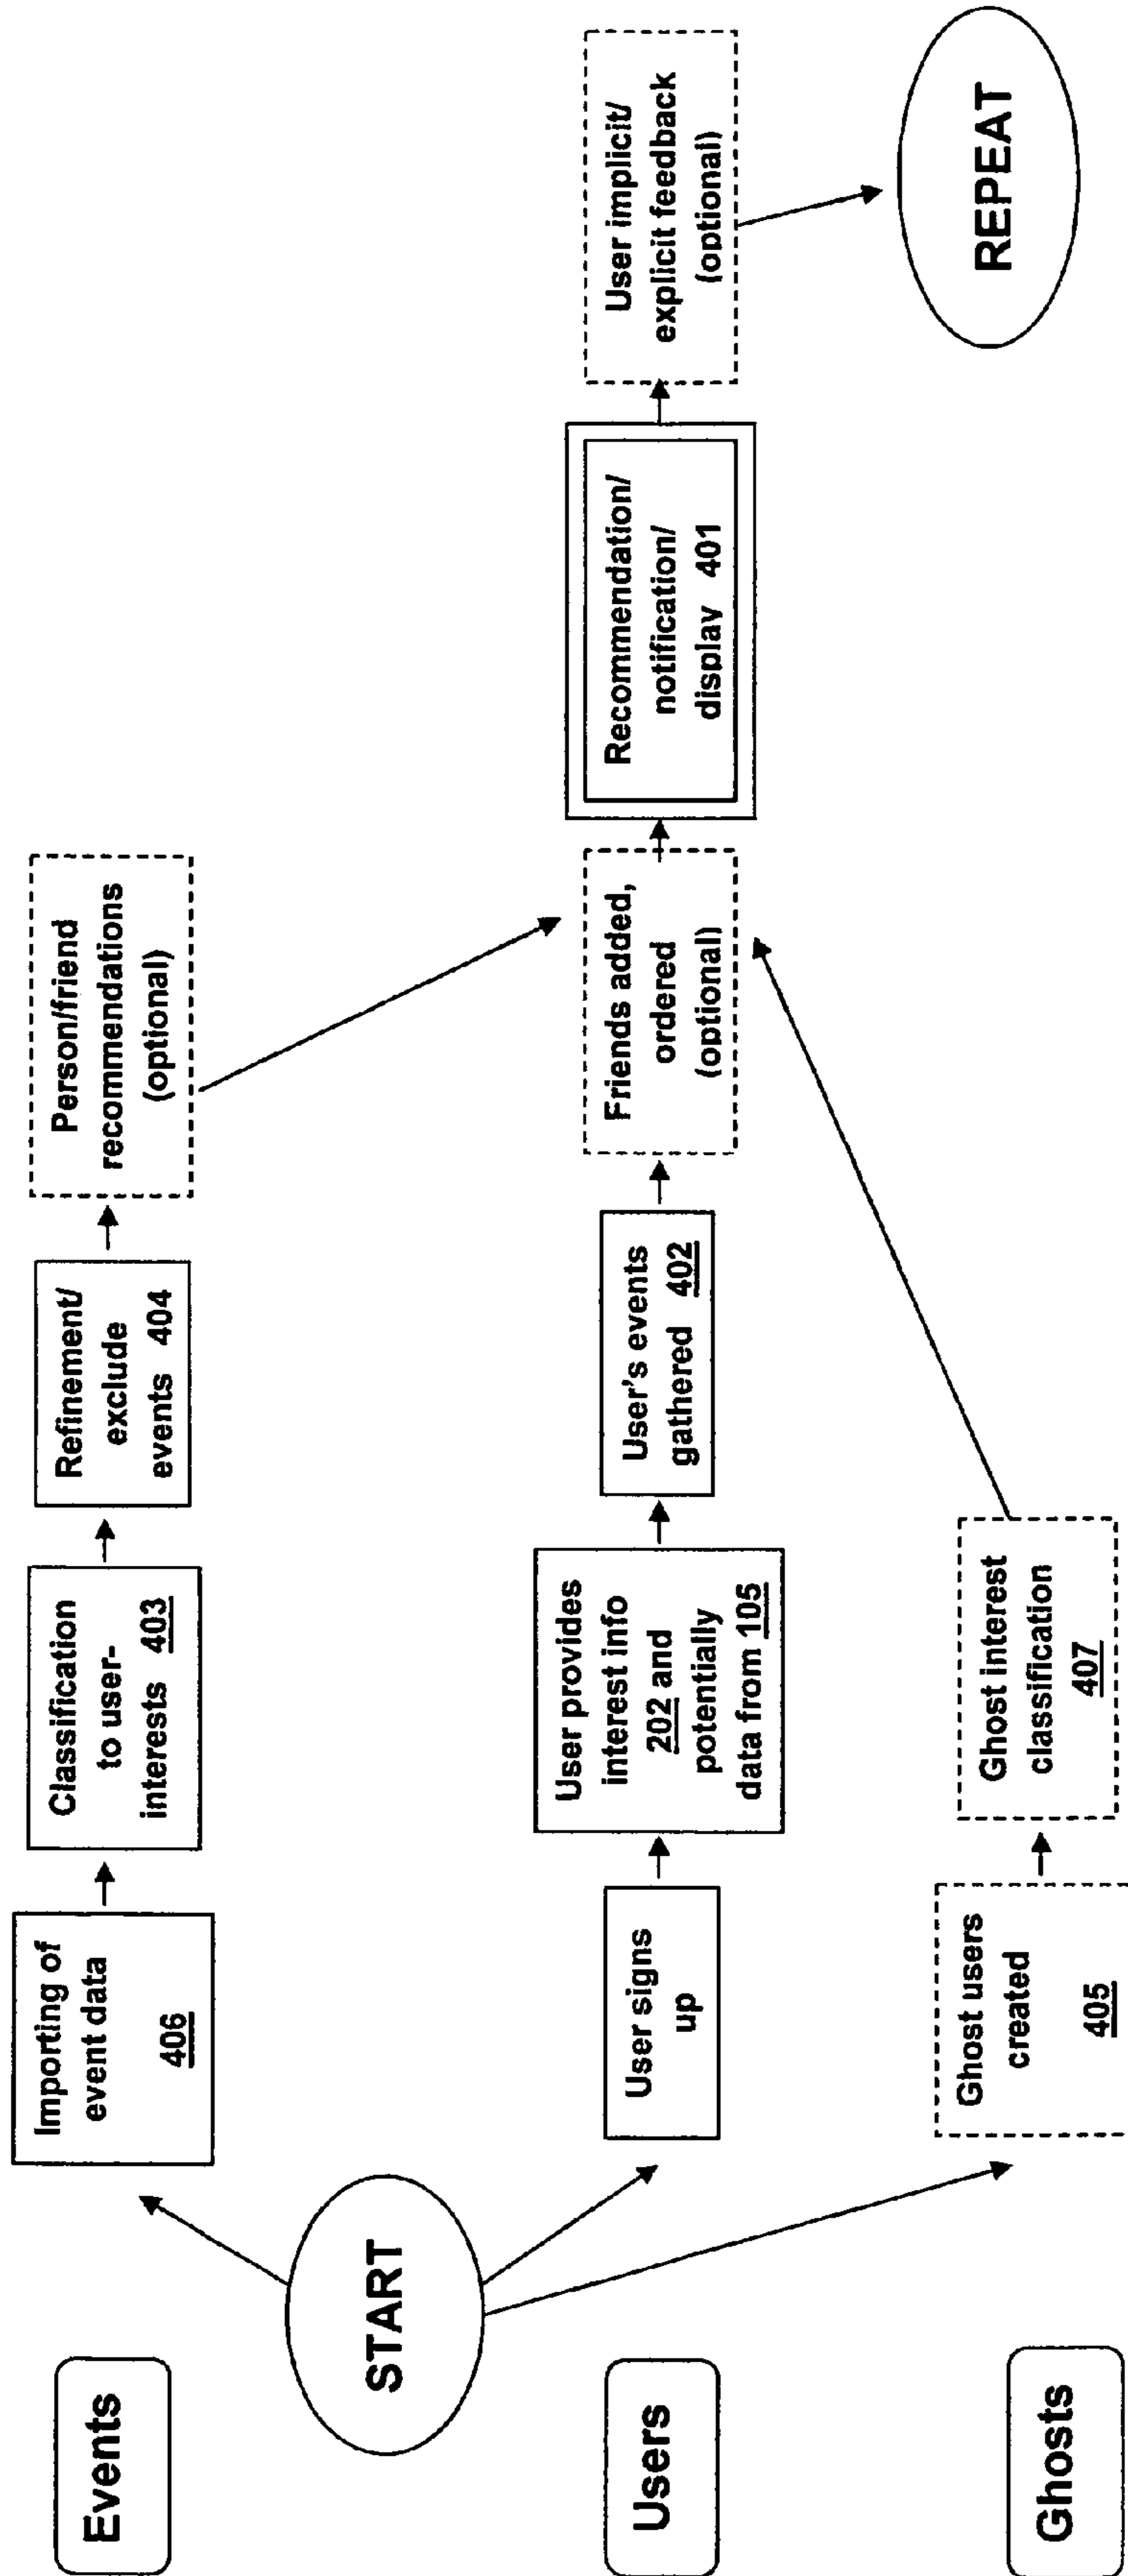 Events
START
Importing of
event data
406
Classification
to user-
interests 403
Refinement/
exclude
events 404
Person/friend
recommendations
(optional)
Users
User signs
up
User provides
interest info
202 and
potentially
data from 105
User's events
gathered 402
Friends added,
ordered
(optional)
Recommendation/
notification/
display 401
User implicit/
explicit feedback
(optional)
REPEAT
Ghosts
Ghost users
created
405
Ghost interest
classification
407